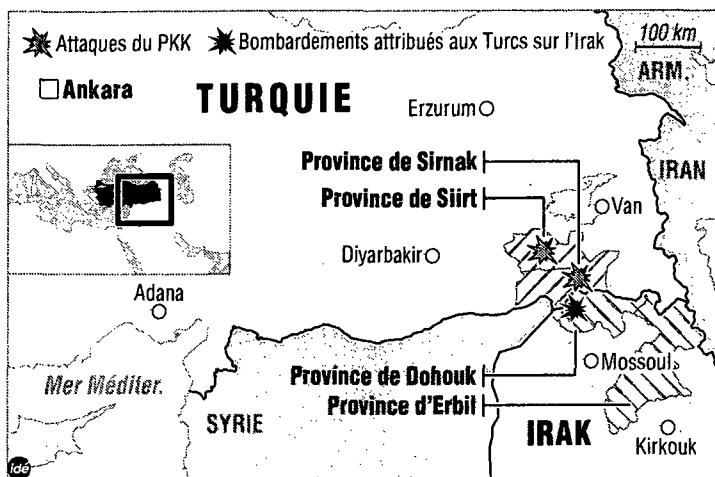 Attaques du PKK
Bombardements attribués aux Turcs sur l'Irak
100 km
ARM.
Ankara
TURQUIE
Erzurum
Province de Sirnak
IRAN
Province de Siirt
Van
Diyarbakir
Adana
Mossoul
Province de Dohouk
Mer Méditer.
Province d'Erbil
SYRIE
IRAK
Kirkouk
idé